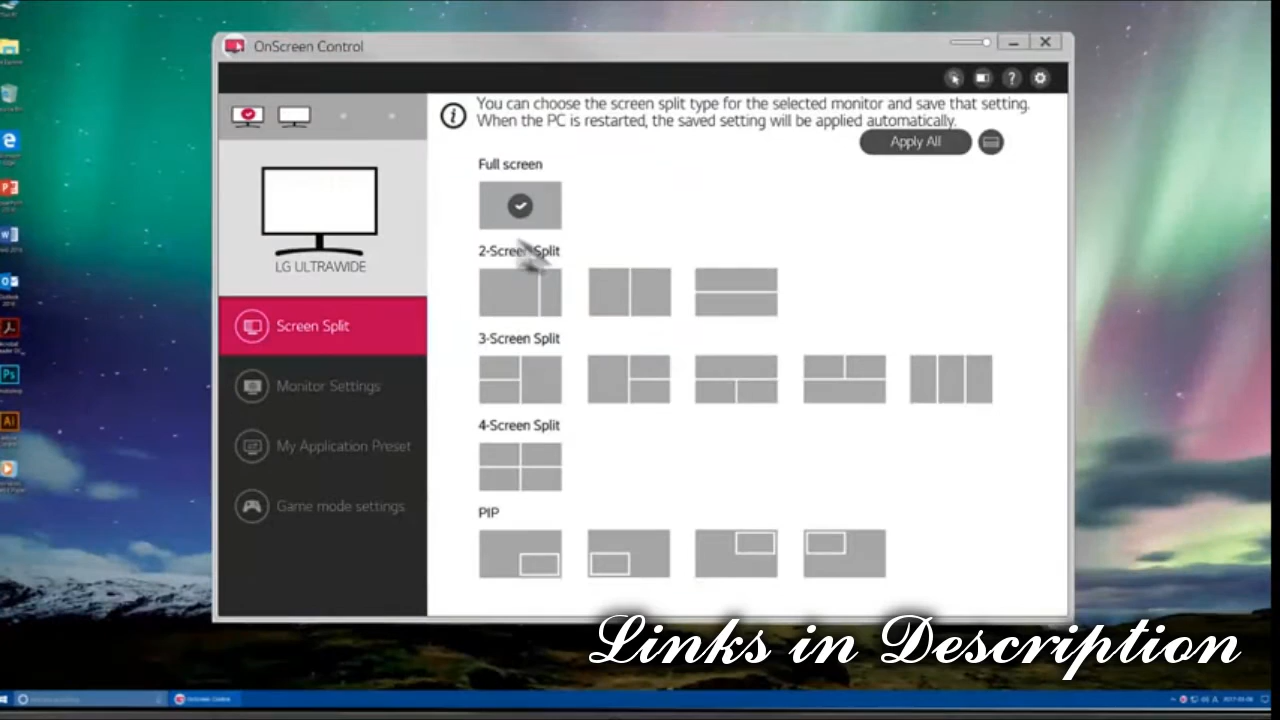 OnScreen Control
You can choose the screen split type for the selected monitor and save that setting.
When the PC is restarted, the saved setting will be applied automatically.
Apply All
LG ULTRAWIDE
Screen Split
Monitor Settings
My Application Preset
Game mode settings
Full screen
2-Screen Split
3-Screen Split
4-Screen Split
PIP
Links in Description
OnScreen Control